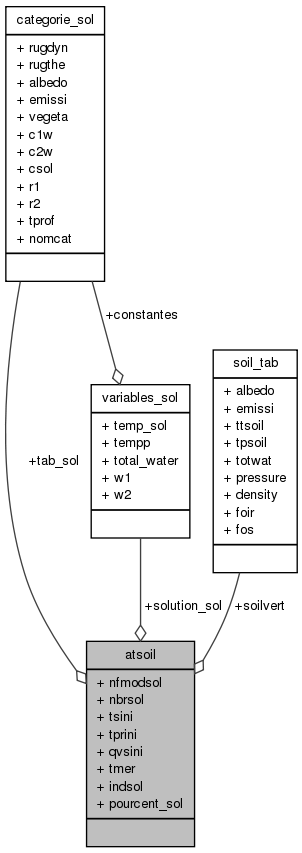 categorie_sol
+ rugdyn
+ rugthe
+ albedo
+ emissi
+ vegeta
+ c1w
+ c2w
+ csol
+ r1
+ r2
+ tprof
+ nomcat
+constantes
soil_tab
+ albedo
+ emissi
+ ttsoil
+ tpsoil
+ totwat
+ pressure
+ density
+ foir
+ fos
variables_sol
+ temp_sol
+ tempp
+ total_water
+ w1
+ w2
+tab_sol
+solution_sol
+soilvert
atsoil
+ nfmodsol
+ nbrsol
+ tsini
+ tprini
+ qvsini
+ tmer
+ indsol
+ pourcent_sol